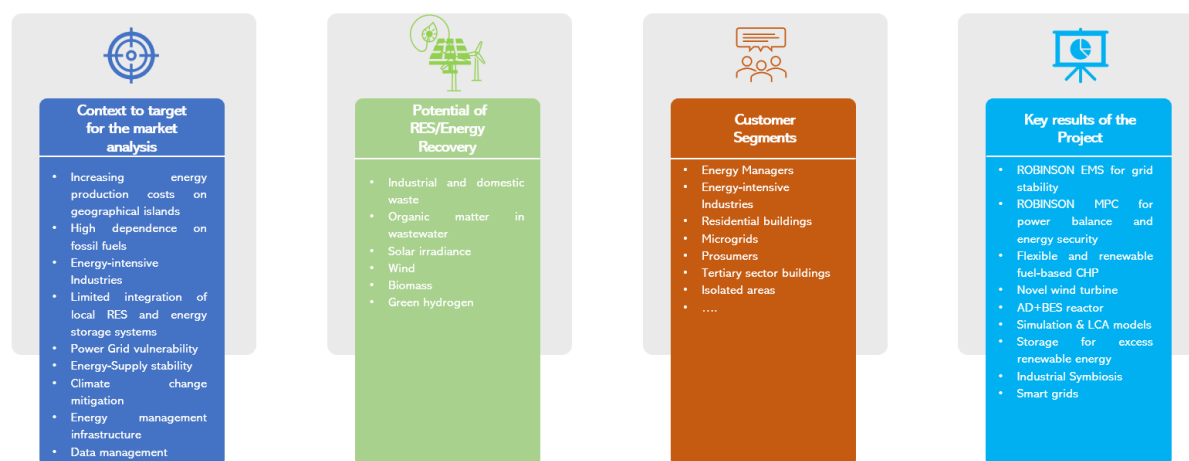 Context to target
for the market
analysis
• Increasing energy
production costs on
geographical islands
• High dependence on
fossil fuels
• Energy-intensive
Industries
• Limited integration of
local RES and energy
storage systems
• Power Grid vulnerability
• Energy-Supply stability
• Climate change
mitigation
• Energy management
infrastructure
• Data management
Potential of
RES/Energy
Recovery
• Industrial and domestic
waste
• Organic matter in
wastewater
• Solar irradiance
• Wind
• Biomass
• Green hydrogen
Customer
Segments
• Energy Managers
• Energy-intensive
Industries
• Residential buildings
• Microgrids
• Prosumers
• Tertiary sector buildings
• Isolated areas
• ….
Key results of the
Project
• ROBINSON EMS for grid
stability
• ROBINSON MPC for
power balance and
energy security
• Flexible and renewable
fuel-based CHP
• Novel wind turbine
• AD+BES reactor
• Simulation & LCA models
• Storage for excess
renewable energy
• Industrial Symbiosis
• Smart grids